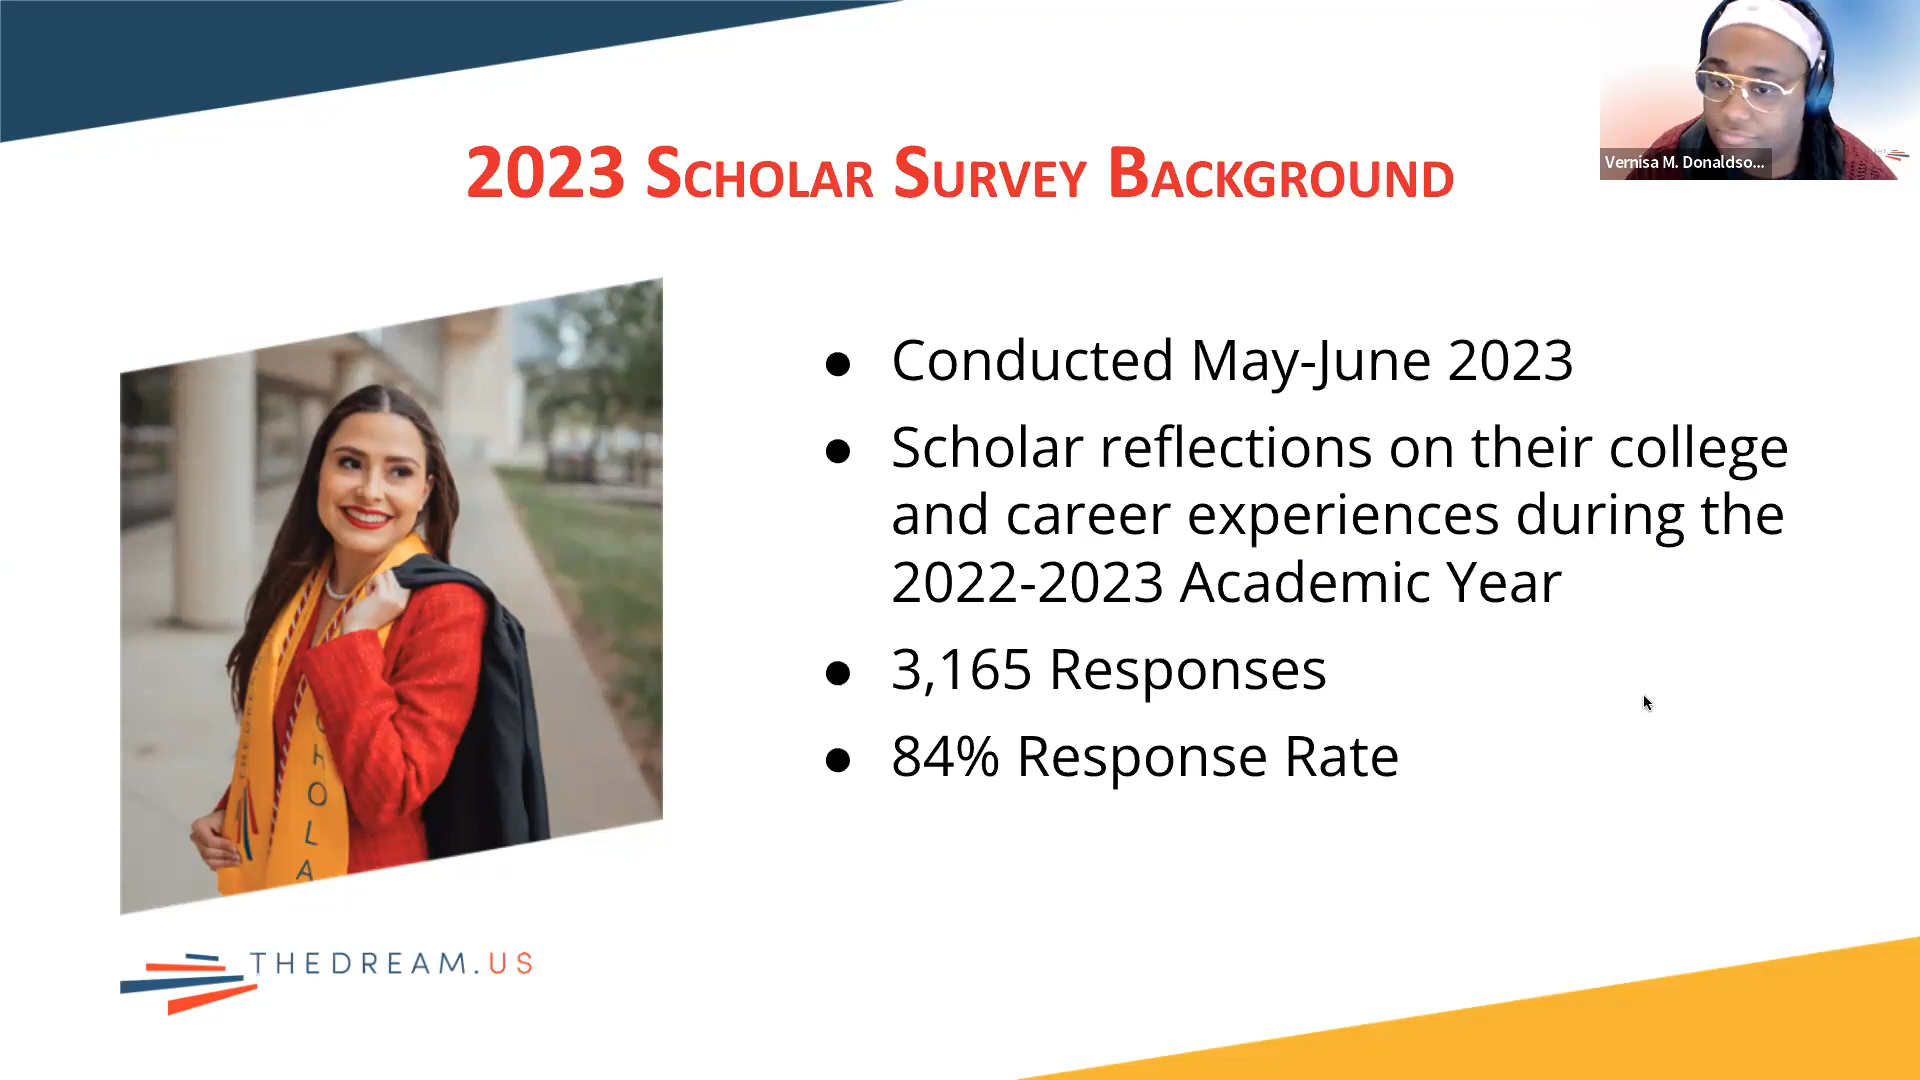 2023 Scholar Survey Background
Vernisa M. Donaldso...
● Conducted May-June 2023
● Scholar reflections on their college
and career experiences during the
2022-2023 Academic Year
● 3,165 Responses
● 84% Response Rate
CHOLA
THEDREAM.US